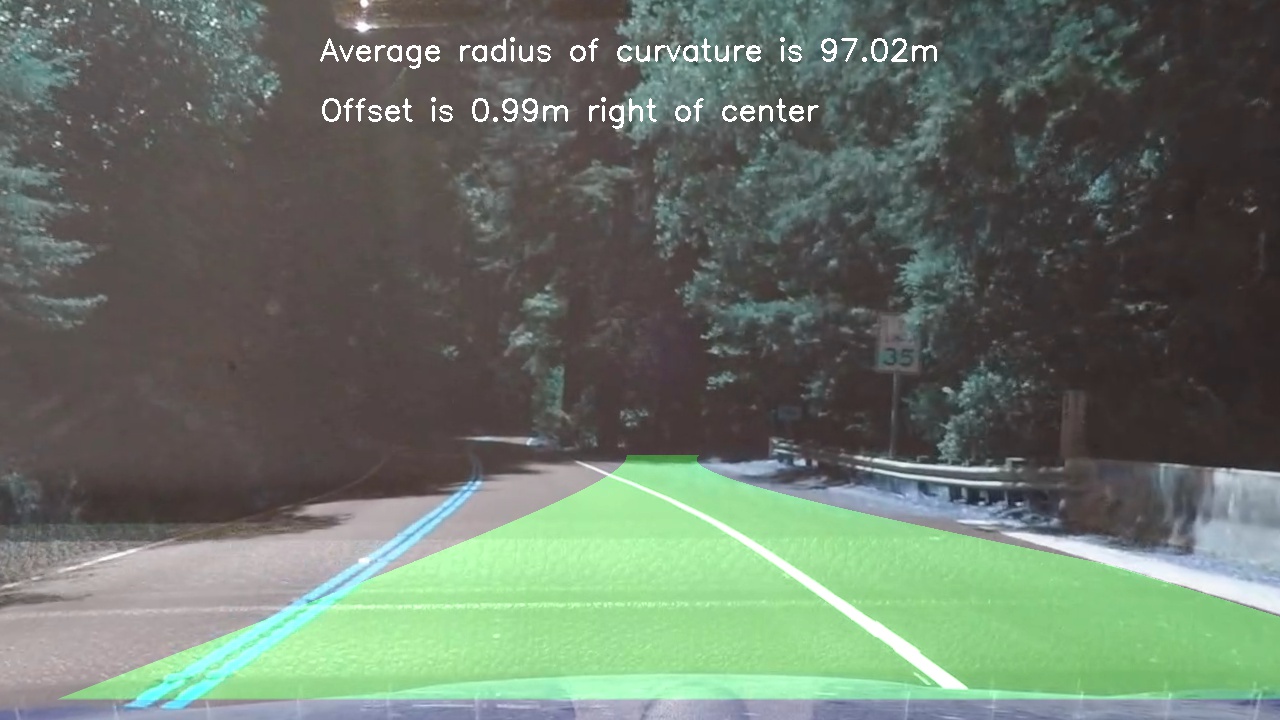 Average radius of curvature is 97.02m
Offset is 0.99m right of center
35